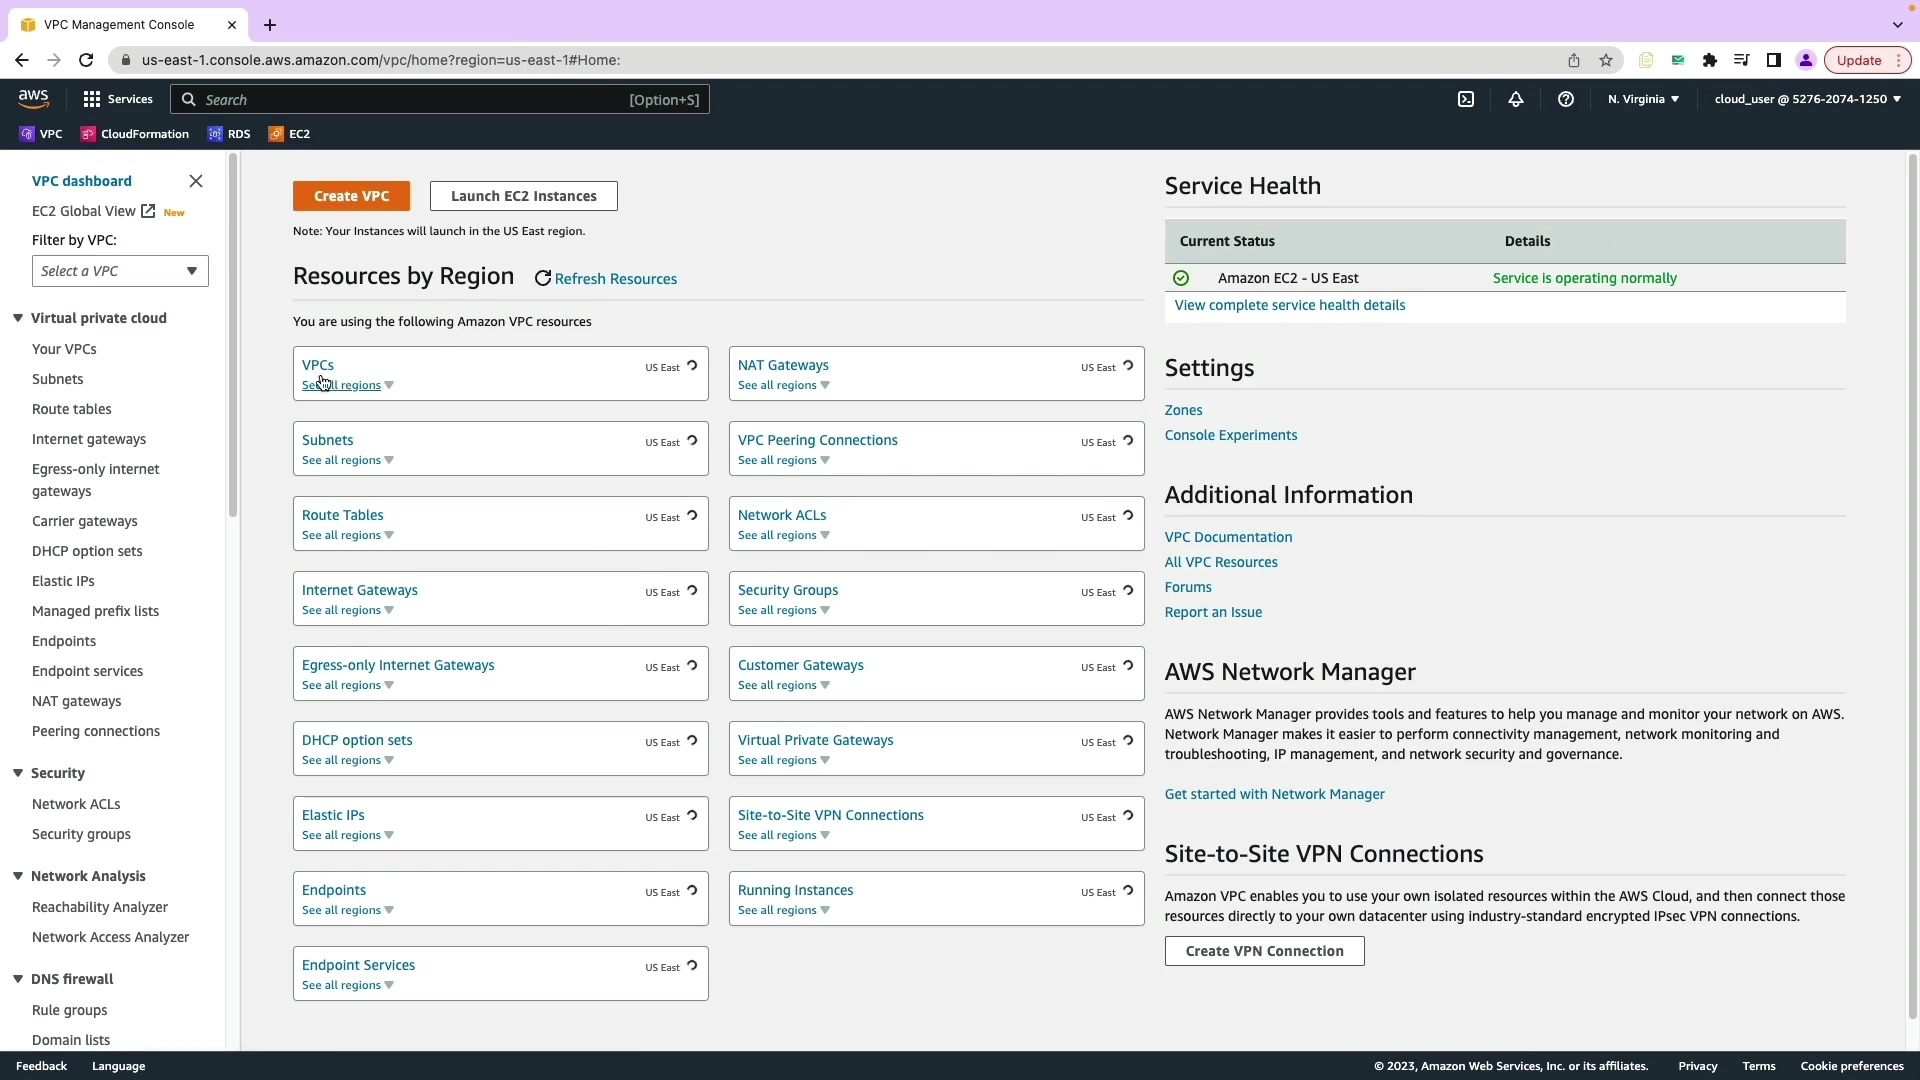 VPC Management Console
us-east-1.console.aws.amazon.com/vpc/home?region=us-east-1#Home:
Update
aws
Services
Search
[Option+S]
N. Virginia
cloud_user @ 5276-2074-1250
VPC
CloudFormation
RDS
EC2
VPC dashboard
EC2 Global View
New
Filter by VPC:
Select a VPC
Virtual private cloud
Your VPCs
Subnets
Route tables
Internet gateways
Egress-only internet
gateways
Carrier gateways
DHCP option sets
Elastic IPs
Managed prefix lists
Endpoints
Endpoint services
NAT gateways
Peering connections
Security
Network ACLs
Security groups
Network Analysis
Reachability Analyzer
Network Access Analyzer
DNS firewall
Rule groups
Domain lists
Create VPC
Launch EC2 Instances
Note: Your Instances will launch in the US East region.
Resources by Region
Refresh Resources
You are using the following Amazon VPC resources
VPCs
US East
See all regions
NAT Gateways
US East
See all regions
Subnets
US East
See all regions
VPC Peering Connections
US East
See all regions
Route Tables
US East
See all regions
Network ACLs
US East
See all regions
Internet Gateways
US East
See all regions
Security Groups
US East
See all regions
Egress-only Internet Gateways
US East
See all regions
Customer Gateways
US East
See all regions
DHCP option sets
US East
See all regions
Virtual Private Gateways
US East
See all regions
Elastic IPs
US East
See all regions
Site-to-Site VPN Connections
US East
See all regions
Endpoints
US East
See all regions
Running Instances
US East
See all regions
Endpoint Services
US East
See all regions
Service Health
Current Status
Details
Amazon EC2 - US East
Service is operating normally
View complete service health details
Settings
Zones
Console Experiments
Additional Information
VPC Documentation
All VPC Resources
Forums
Report an Issue
AWS Network Manager
AWS Network Manager provides tools and features to help you manage and monitor your network on AWS.
Network Manager makes it easier to perform connectivity management, network monitoring and
troubleshooting, IP management, and network security and governance.
Get started with Network Manager
Site-to-Site VPN Connections
Amazon VPC enables you to use your own isolated resources within the AWS Cloud, and then connect those
resources directly to your own datacenter using industry-standard encrypted IPsec VPN connections.
Create VPN Connection
Feedback
Language
© 2023, Amazon Web Services, Inc. or its affiliates.
Privacy
Terms
Cookie preferences